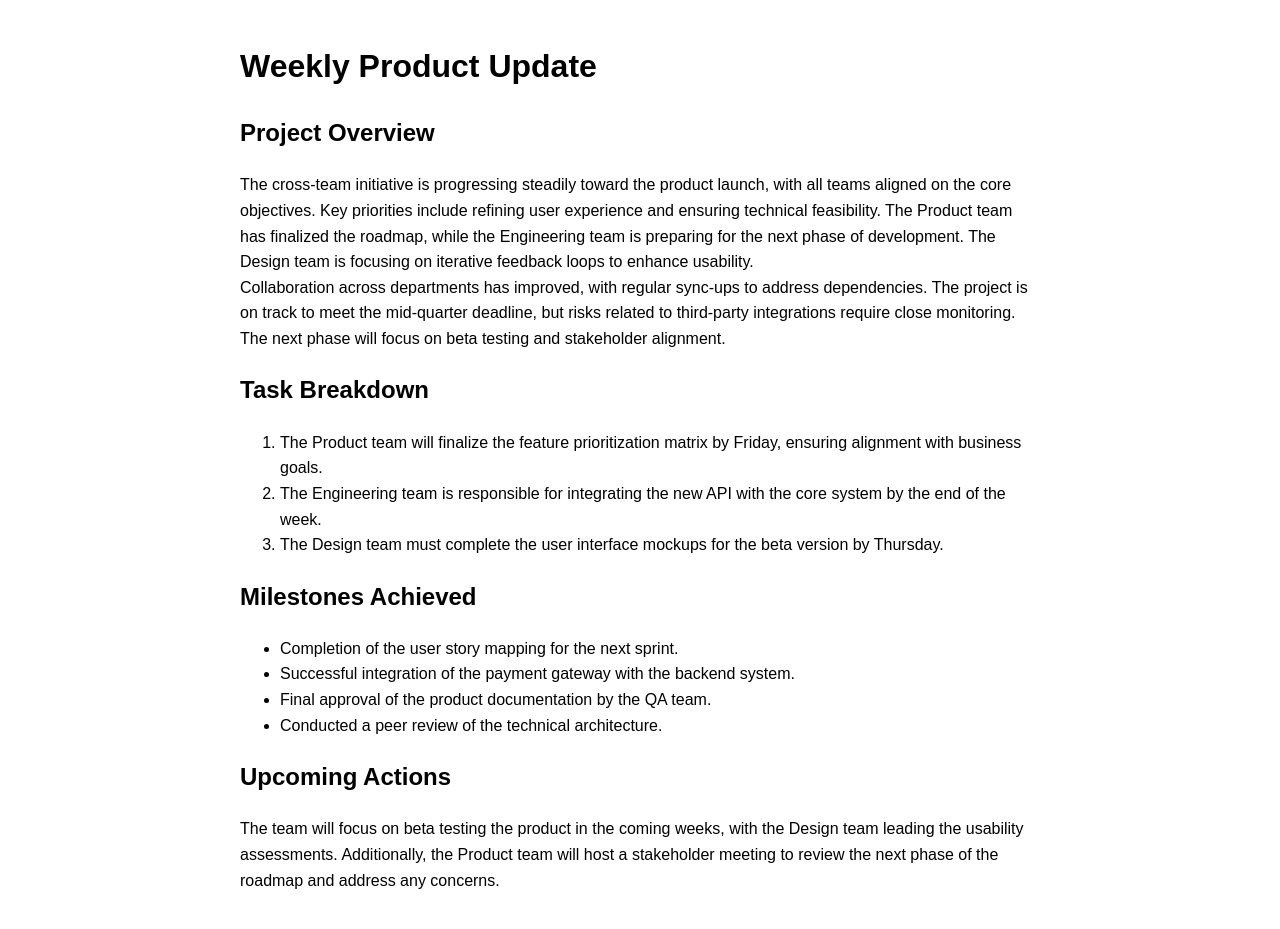 Weekly Product Update
Project Overview
The cross-team initiative is progressing steadily toward the product launch, with all teams aligned on the core
objectives. Key priorities include refining user experience and ensuring technical feasibility. The Product team
has finalized the roadmap, while the Engineering team is preparing for the next phase of development. The
Design team is focusing on iterative feedback loops to enhance usability.
Collaboration across departments has improved, with regular sync-ups to address dependencies. The project is
on track to meet the mid-quarter deadline, but risks related to third-party integrations require close monitoring.
The next phase will focus on beta testing and stakeholder alignment.
Task Breakdown
1. The Product team will finalize the feature prioritization matrix by Friday, ensuring alignment with business
goals.
2. The Engineering team is responsible for integrating the new API with the core system by the end of the
week.
3. The Design team must complete the user interface mockups for the beta version by Thursday.
Milestones Achieved
• Completion of the user story mapping for the next sprint.
• Successful integration of the payment gateway with the backend system.
• Final approval of the product documentation by the QA team.
• Conducted a peer review of the technical architecture.
Upcoming Actions
The team will focus on beta testing the product in the coming weeks, with the Design team leading the usability
assessments. Additionally, the Product team will host a stakeholder meeting to review the next phase of the
roadmap and address any concerns.